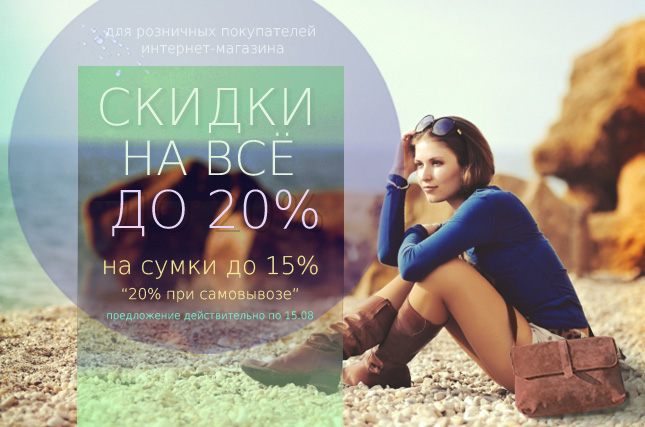 для розничных покупателей
интернет-магазина
СКИДКИ
НА ВСЁ
ДО 20%
на сумки до 15%
“20% при самовывозе”
предложение действительно по 15.08